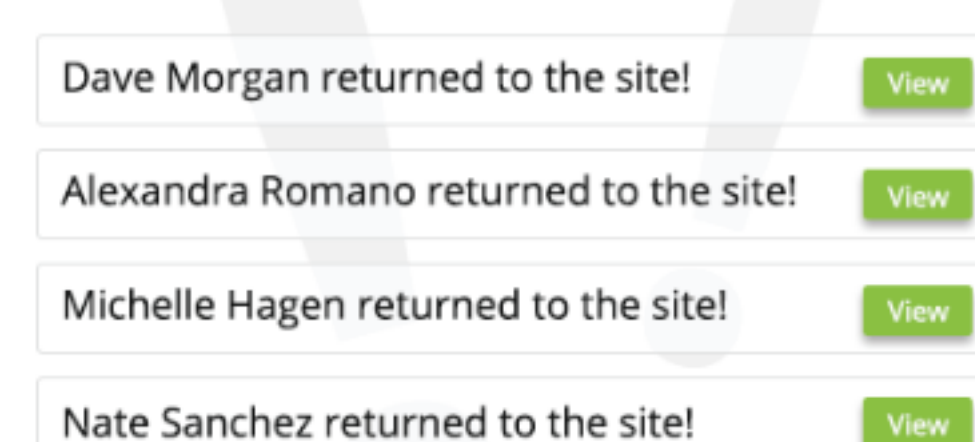 Dave Morgan returned to the site! View
Alexandra Romano returned to the site! View
Michelle Hagen returned to the site! View
Nate Sanchez returned to the site! View